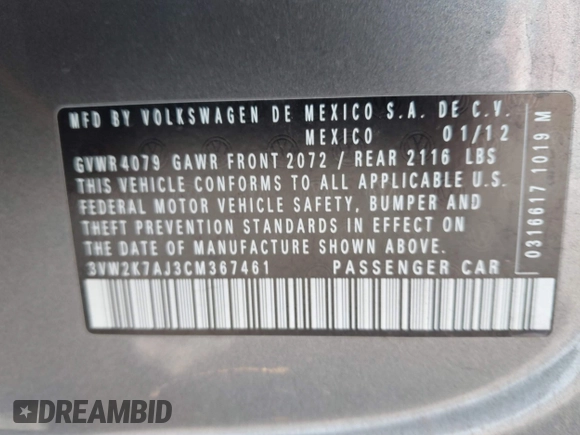 MFD BY VOLKSWAGEN DE MEXICO S.A. DE C.V.
MEXICO 01/12
GVWR 4079 GAWR FRONT 2072 / REAR 2116 LBS
THIS VEHICLE CONFORMS TO ALL APPLICABLE U.S.
FEDERAL MOTOR VEHICLE SAFETY, BUMPER AND
THEFT PREVENTION STANDARDS IN EFFECT ON
THE DATE OF MANUFACTURE SHOWN ABOVE.
3VW2K7AJ3CM367461 PASSENGER CAR
0316617 1019 M
DREAMBID